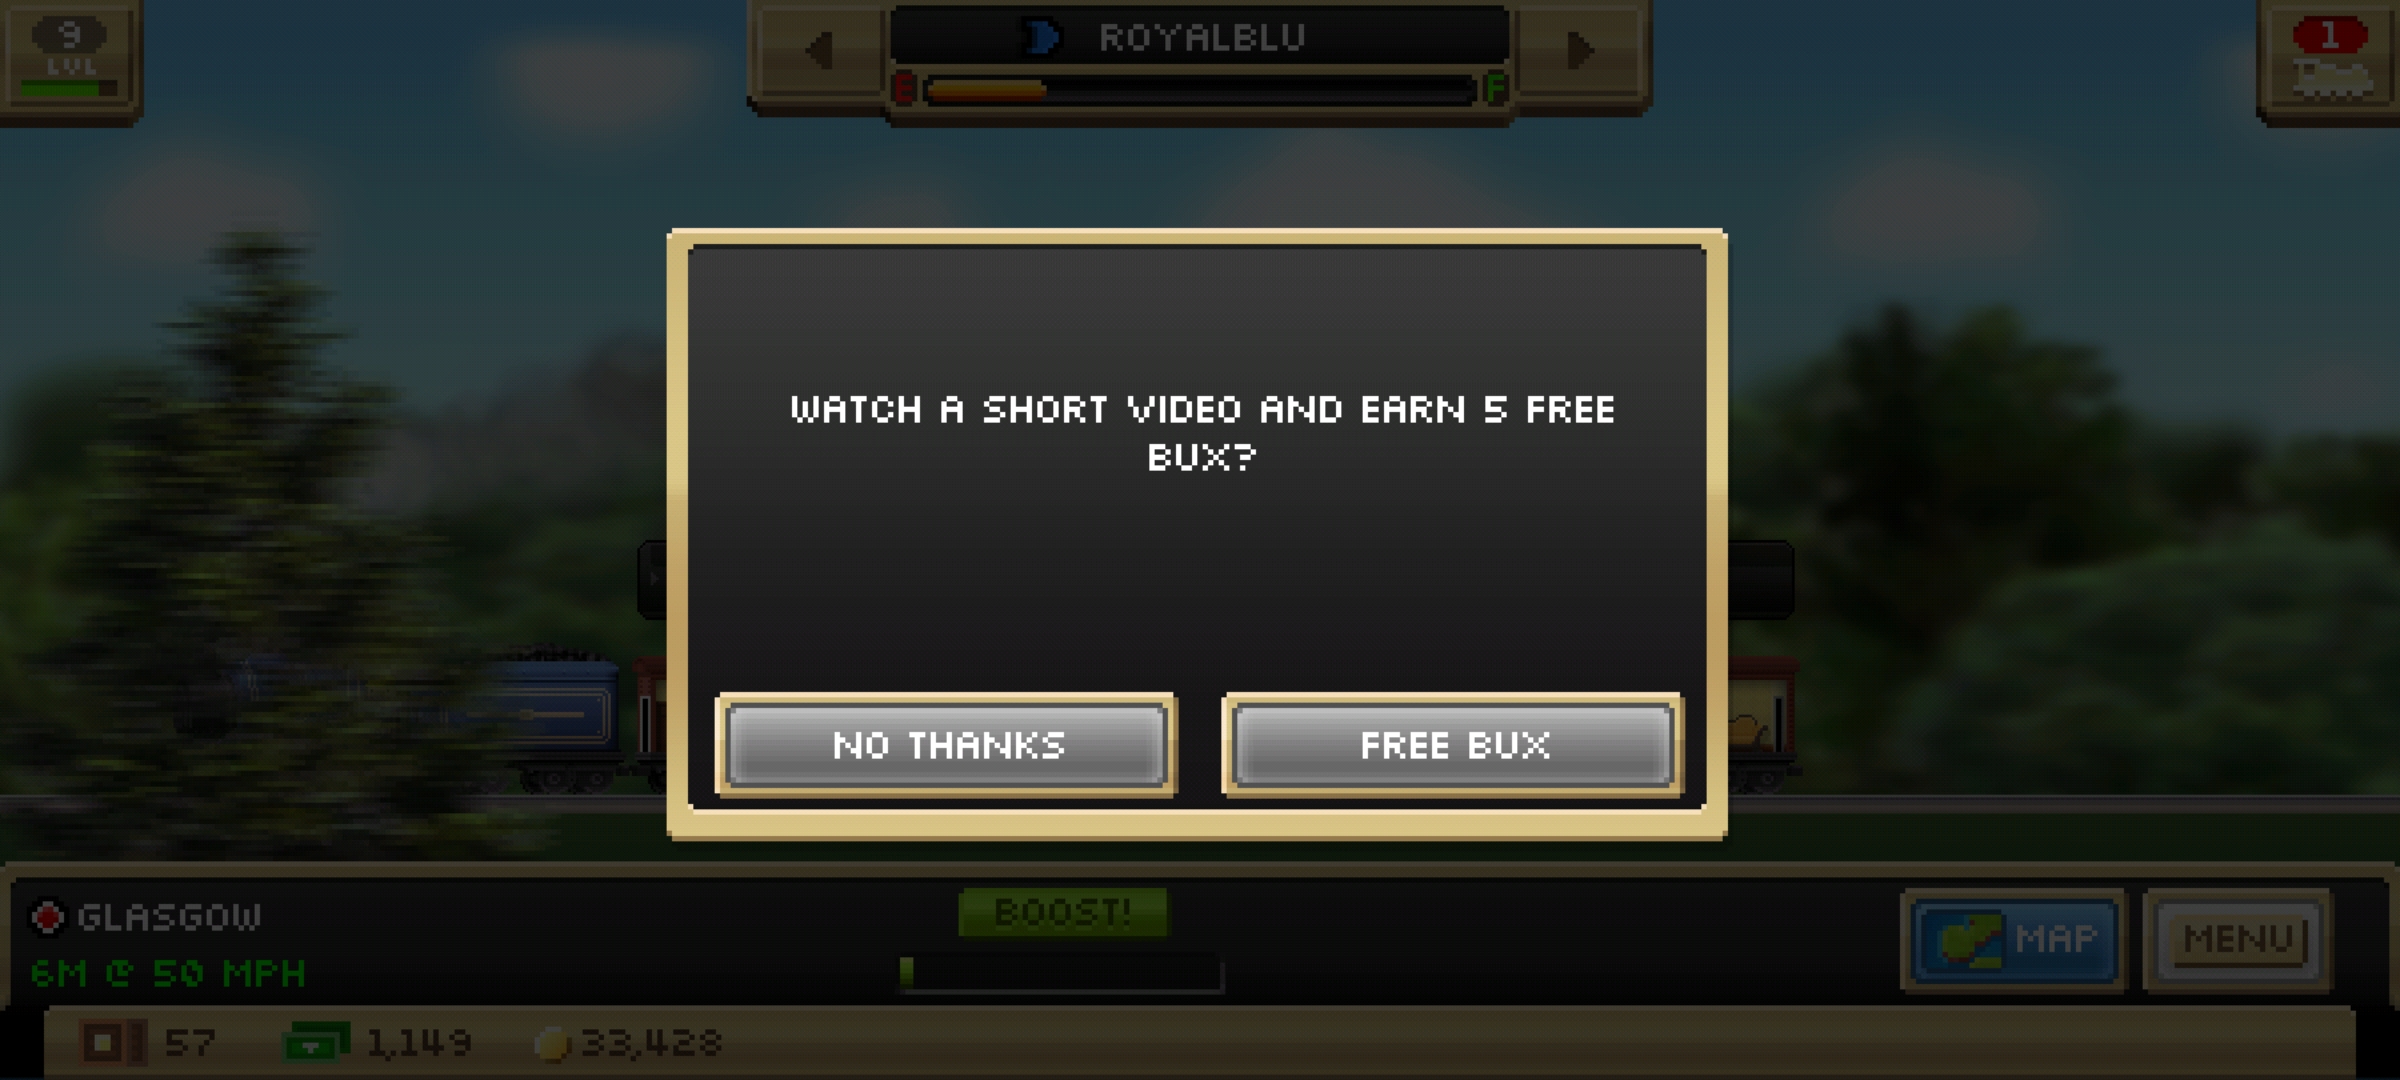 9
LVL
ROYALBLU
E F
1
WATCH A SHORT VIDEO AND EARN 5 FREE
BUX?
NO THANKS
FREE BUX
GLASGOW
6M @ 50 MPH
BOOST!
MAP
MENU
57 1,149 33,428